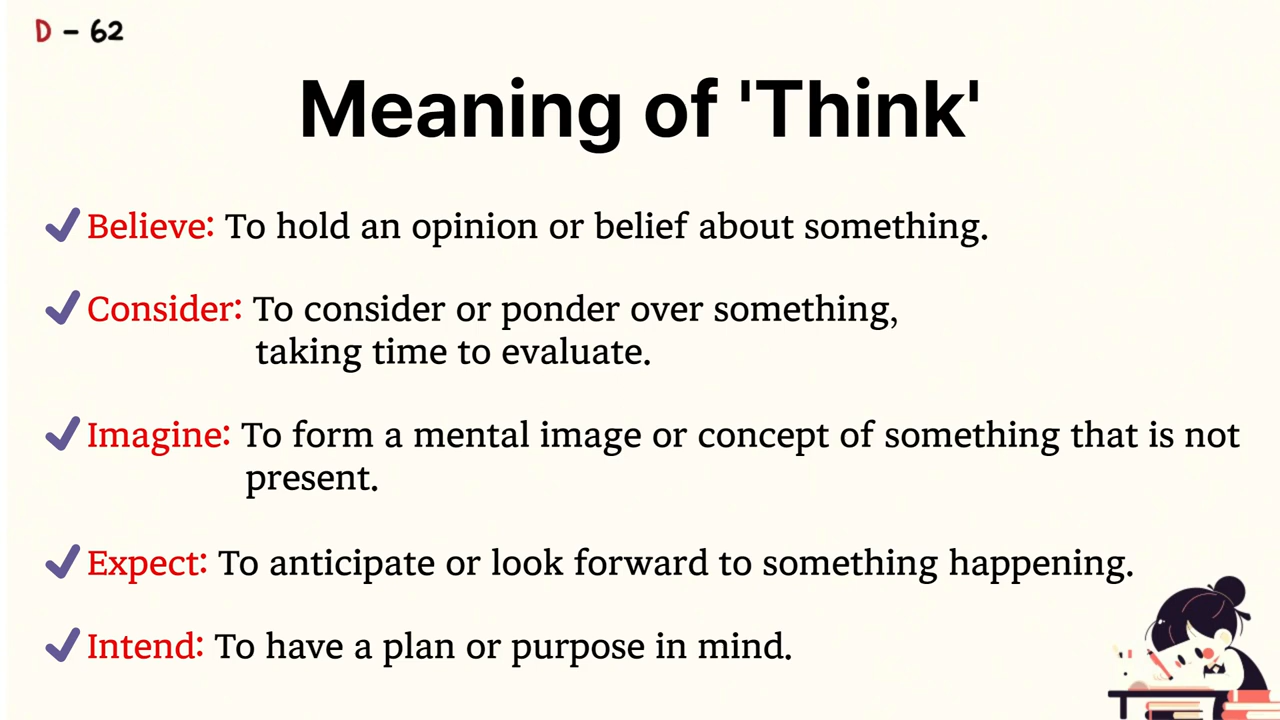 D - 62
Meaning of 'Think'
Believe: To hold an opinion or belief about something.
Consider: To consider or ponder over something,
taking time to evaluate.
Imagine: To form a mental image or concept of something that is not
present.
Expect: To anticipate or look forward to something happening.
Intend: To have a plan or purpose in mind.